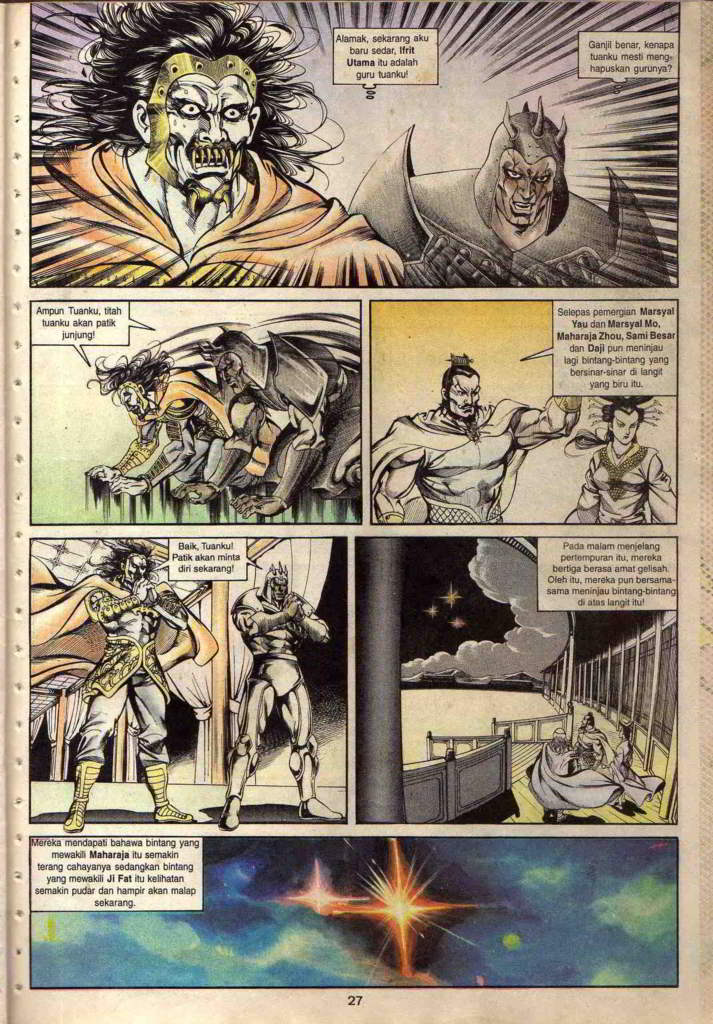 Alamak, sekarang aku
baru sedar, Ifrit
Utama itu adalah
guru tuanku!
Ganjil benar, kenapa
tuanku mesti meng-
hapuskan gurunya?
Ampun Tuanku, titah
tuanku akan patik
junjung!
Selepas pemergian Marsyal
Yau dan Marsyal Mo,
Maharaja Zhou, Sami Besar
dan Daji pun meninjau
lagi bintang-bintang yang
bersinar-sinar di langit
yang biru itu.
Baik, Tuanku!
Patik akan minta
diri sekarang!
Pada malam menjelang
pertempuran itu, mereka
bertiga berasa amat gelisah.
Oleh itu, mereka pun bersama-
sama meninjau bintang-bintang
di atas langit itu!
Mereka mendapati bahawa bintang yang
mewakili Maharaja itu semakin
terang cahayanya sedangkan bintang
yang mewakili Ji Fat itu kelihatan
semakin pudar dan hampir akan malap
sekarang.
27